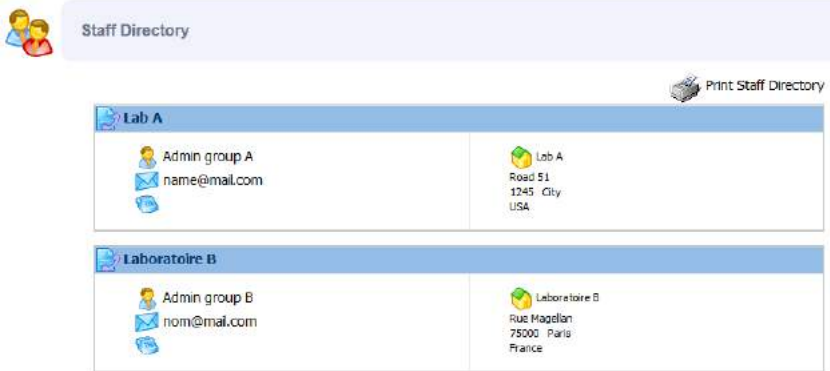 Staff Directory
Print Staff Directory
Lab A
Admin group A
name@mail.com
Lab A
Road 51
1245 City
USA
Laboratoire B
Admin group B
nom@mail.com
Laboratoire B
Rue Magellan
75000 Paris
France